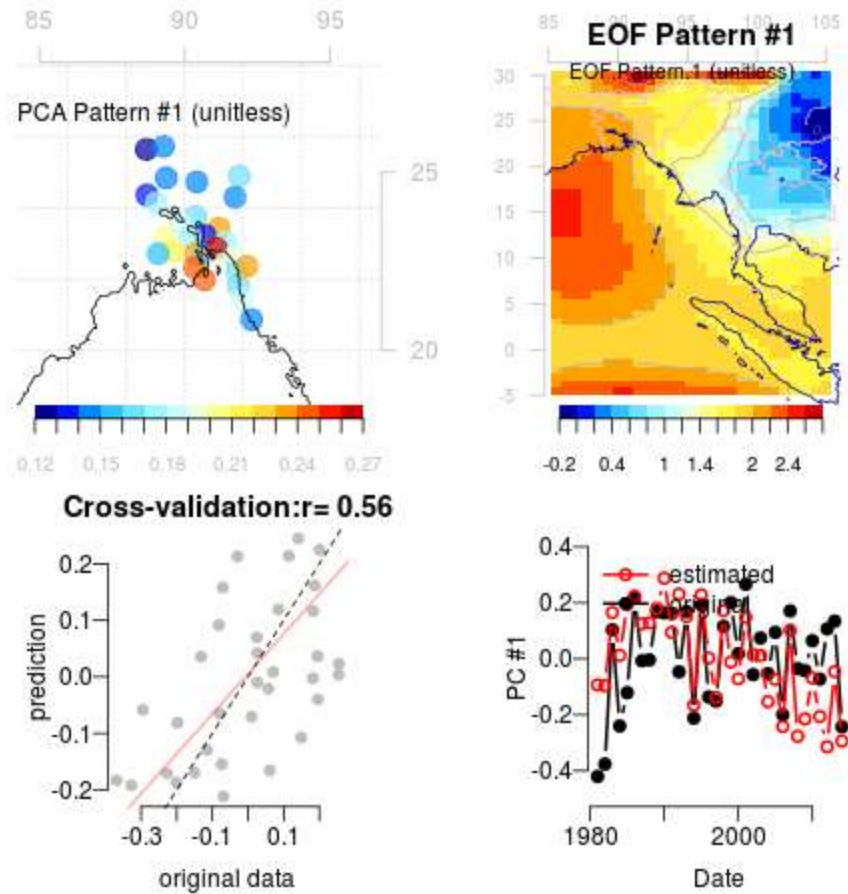 85 90 95
PCA Pattern #1 (unitless)
25
20
0.12 0.15 0.18 0.21 0.24 0.27
85 95 100 105
EOF Pattern #1
EOF Pattern.1 (unitless)
30
25
20
15
10
5
0
-5
-0.2 0.4 1 1.4 2 2.4
Cross-validation:r= 0.56
0.2
0.1
0.0
-0.1
-0.2
prediction
-0.3 -0.1 0.1
original data
0.4
0.2
0.0
-0.2
-0.4
PC #1
estimated
original
1980 2000
Date